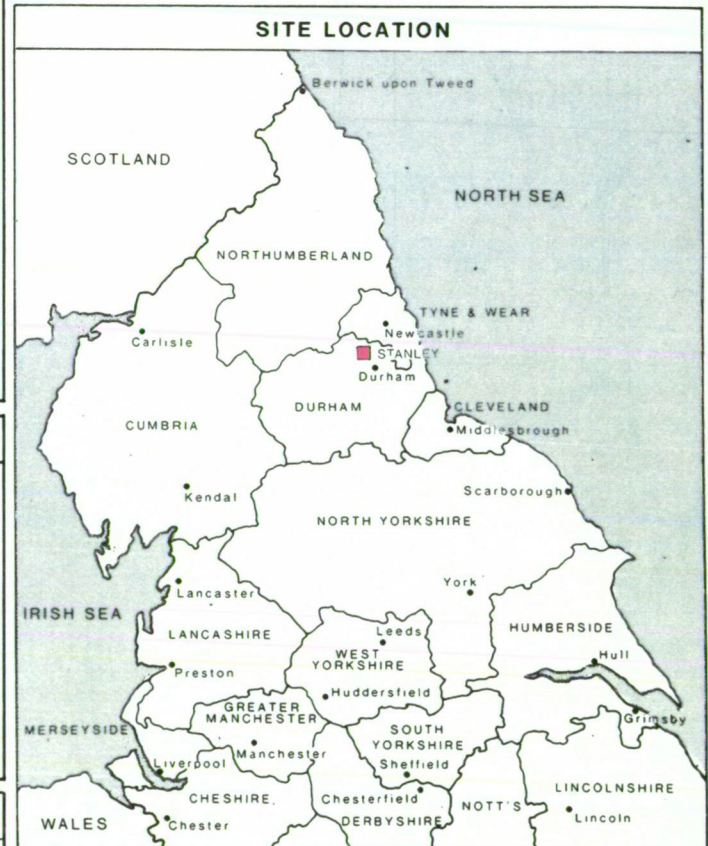 SITE LOCATION
Berwick upon Tweed
SCOTLAND
NORTH SEA
NORTHUMBERLAND
TYNE & WEAR
Newcastle
Carlisle
STANLEY
Durham
DURHAM
CLEVELAND
CUMBRIA
Middlesbrough
Kendal
Scarborough
NORTH YORKSHIRE
York
Lancaster
IRISH SEA
LANCASHIRE
Leeds
HUMBERSIDE
WEST
YORKSHIRE
Hull
Preston
Huddersfield
GREATER
MANCHESTER
Grimsby
MERSEYSIDE
SOUTH
YORKSHIRE
Manchester
Liverpool
Sheffield
CHESHIRE.
Chesterfield
NOTT'S
LINCOLNSHIRE
WALES
Chester
DERBYSHIRE
Lincoln